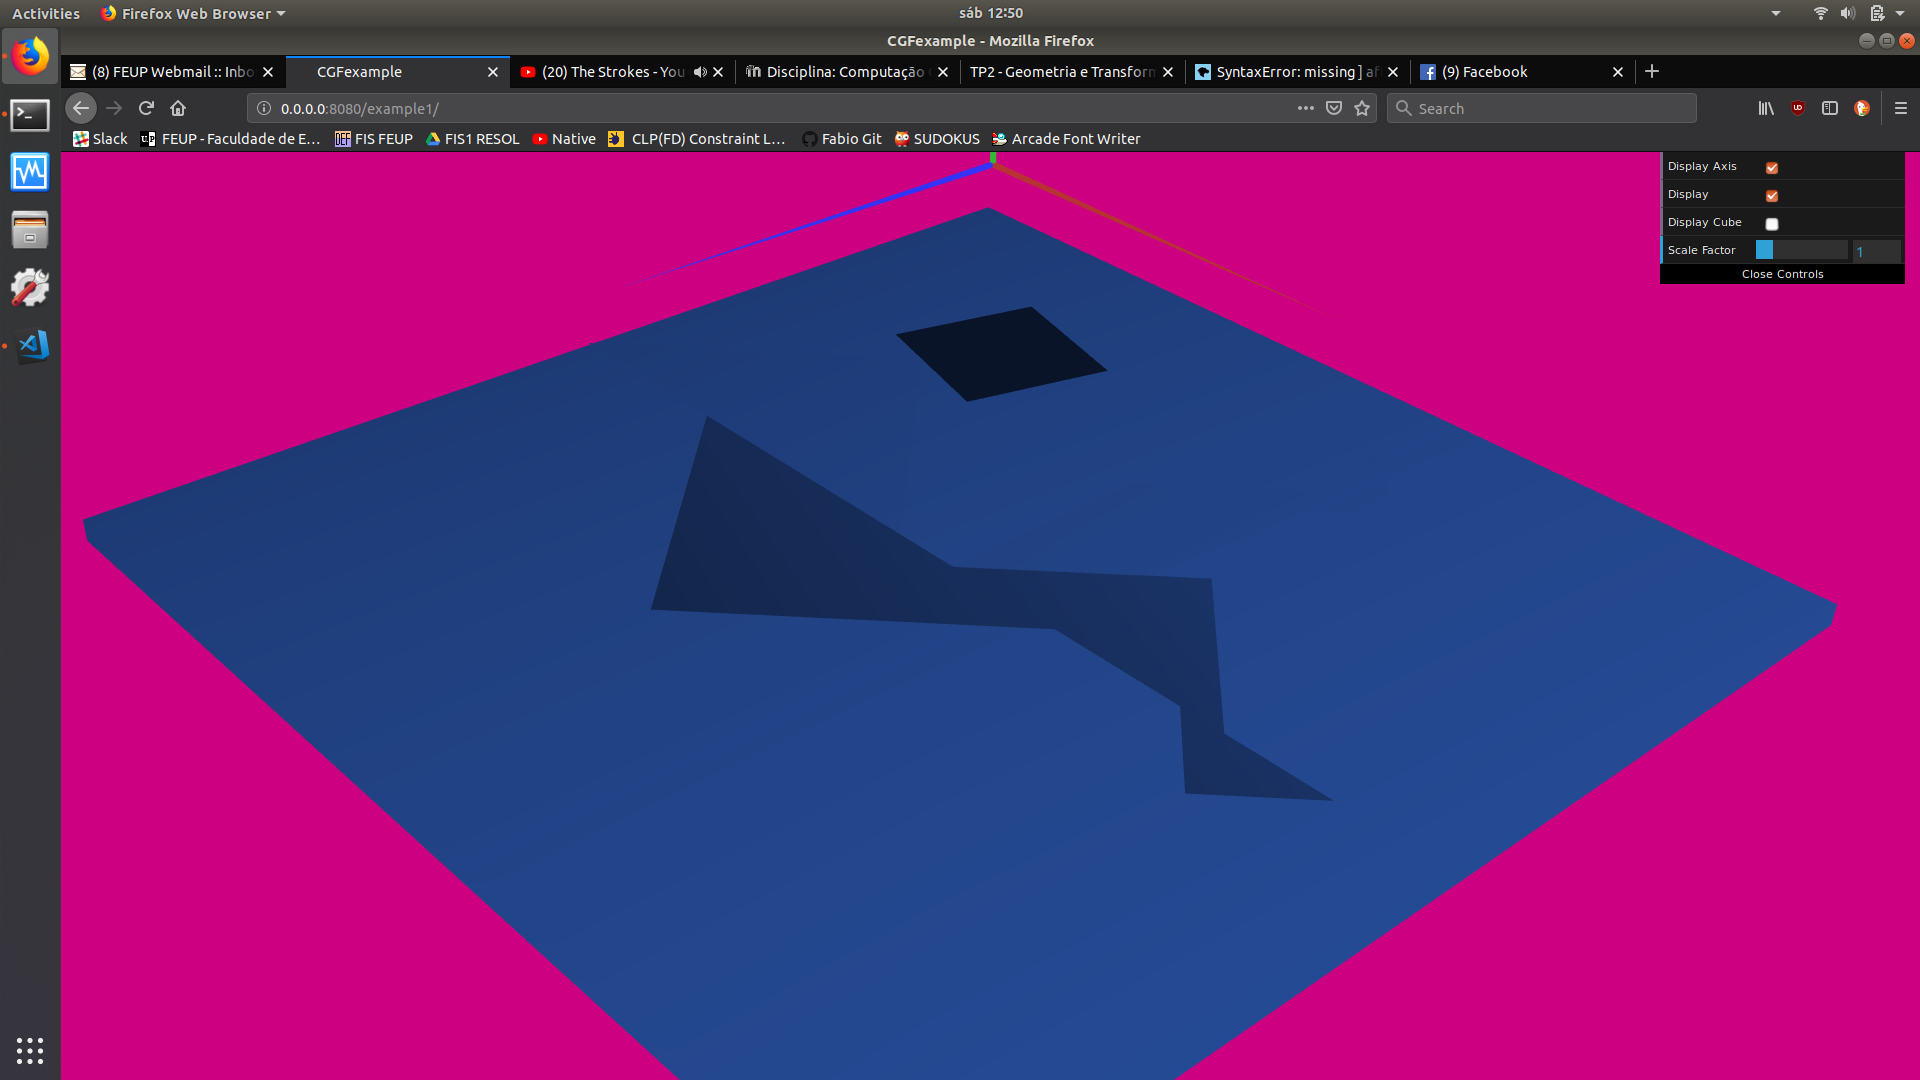 Activities Firefox Web Browser sáb 12:50
CGFexample - Mozilla Firefox
(8) FEUP Webmail :: Inbo CGFexample (20) The Strokes - You Disciplina: Computação TP2 - Geometria e Transform SyntaxError: missing ] af (9) Facebook
0.0.0.0:8080/example1/ Search
Slack FEUP - Faculdade de E… FIS FEUP FIS1 RESOL Native CLP(FD) Constraint L… Fabio Git SUDOKUS Arcade Font Writer
Display Axis
Display
Display Cube
Scale Factor 1
Close Controls